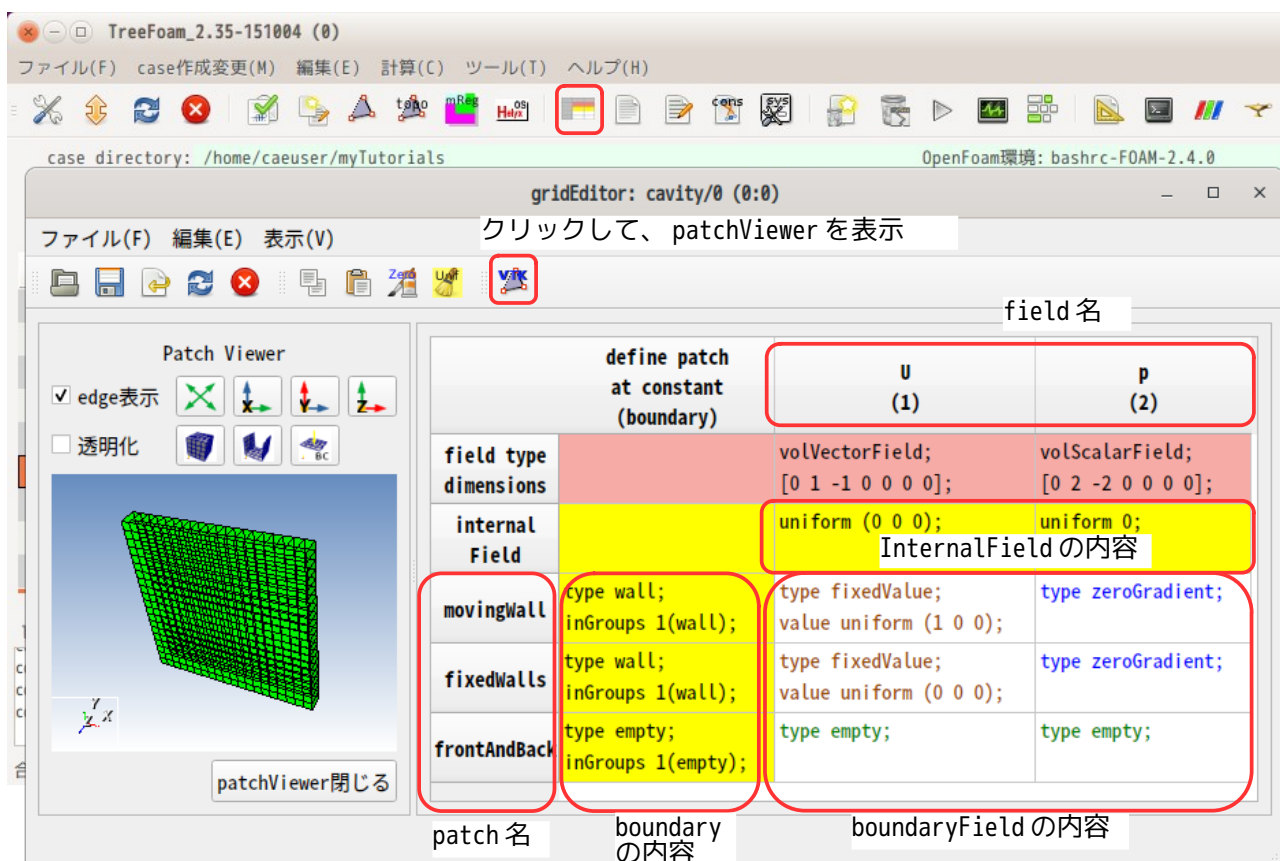 TreeFoam_2.35-151004 (0)
ファイル(F) case作成変更(M) 編集(E) 計算(C) ツール(T) ヘルプ(H)
topo mReg Helyx OS cons sys
case directory: /home/caeuser/myTutorials OpenFoam環境: bashrc-FOAM-2.4.0
gridEditor: cavity/0 (0:0)
クリックして、 patchViewer を表示
ファイル(F) 編集(E) 表示(V)
Zero VTK
field 名
Patch Viewer
edge表示 X Y Z
透明化 BC
Y
Z X
patchViewer閉じる
define patch
at constant
(boundary)
U
(1)
p
(2)
field type
dimensions
volVectorField;
[0 1 -1 0 0 0 0];
volScalarField;
[0 2 -2 0 0 0 0];
internal
Field
uniform (0 0 0);
uniform 0;
InternalField の内容
movingWall
type wall;
inGroups 1(wall);
type fixedValue;
value uniform (1 0 0);
type zeroGradient;
fixedWalls
type wall;
inGroups 1(wall);
type fixedValue;
value uniform (0 0 0);
type zeroGradient;
frontAndBack
type empty;
inGroups 1(empty);
type empty;
type empty;
patch 名
boundary
の内容
boundaryField の内容